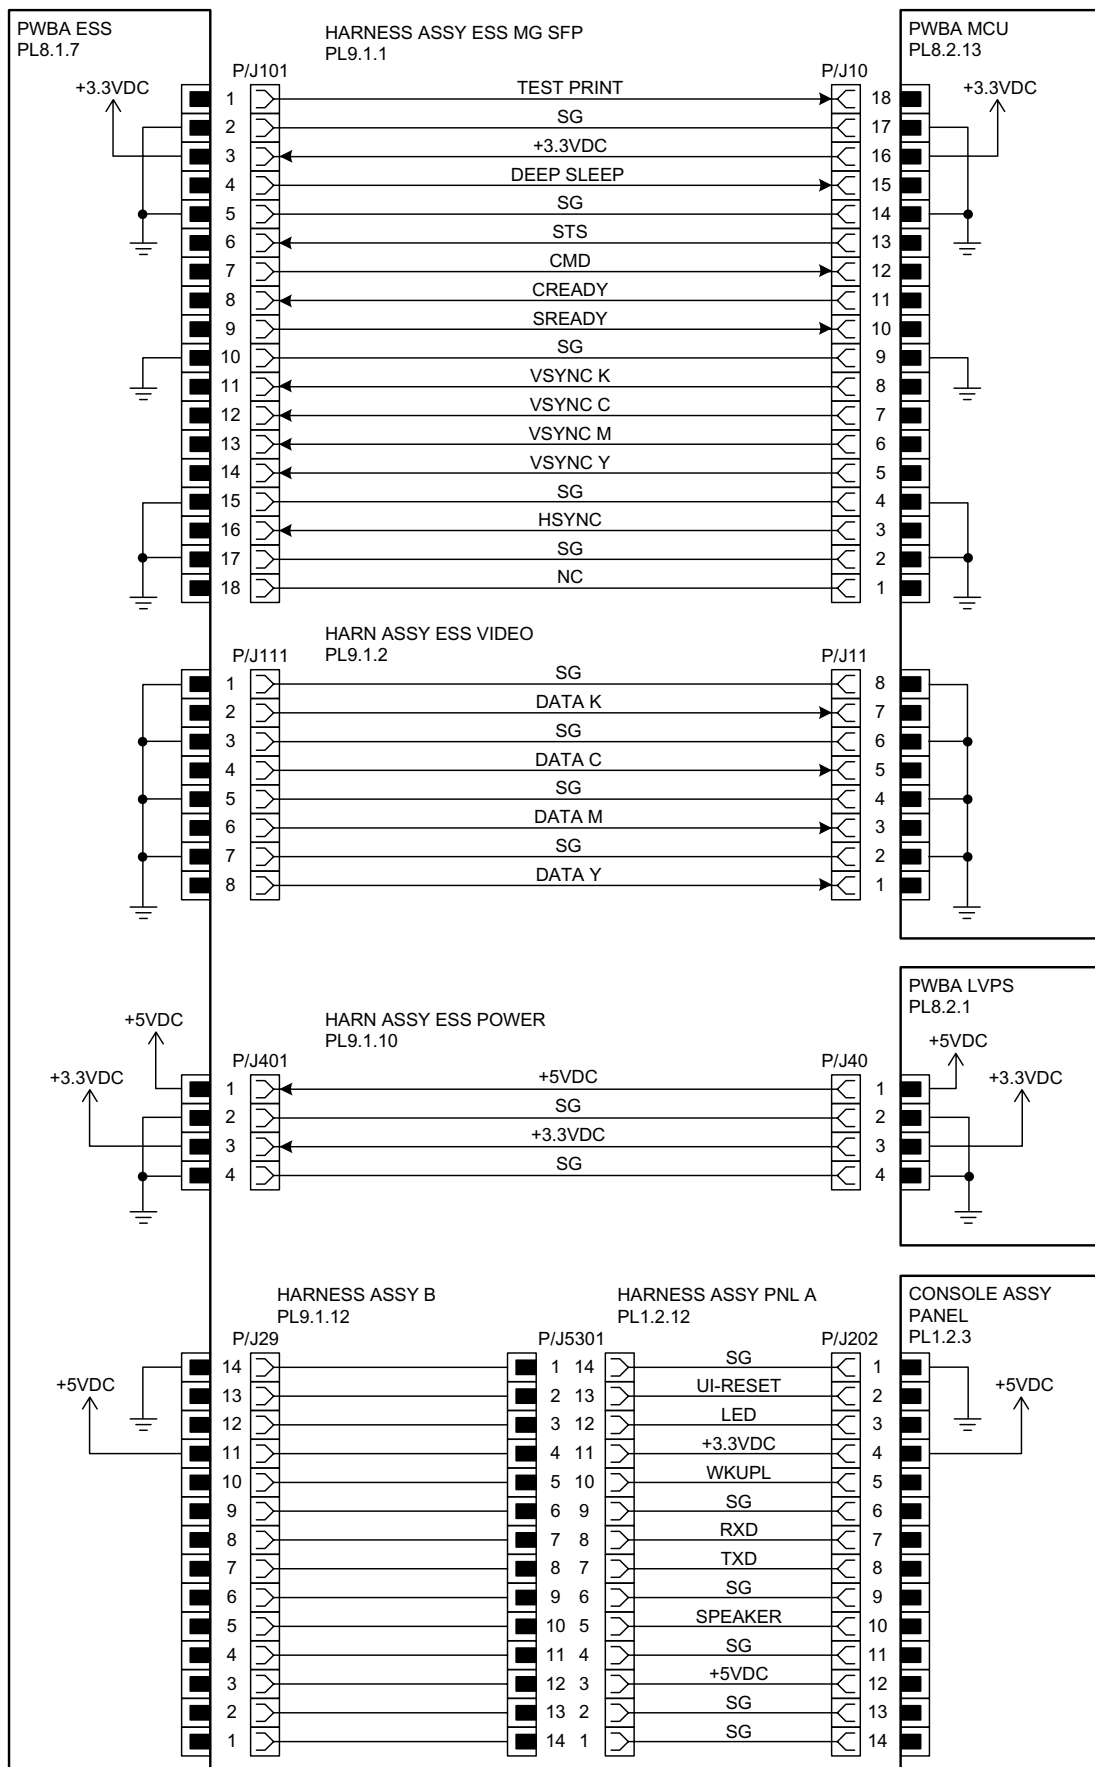 PWBA ESS
PL8.1.7
HARNESS ASSY ESS MG SFP
PL9.1.1
PWBA MCU
PL8.2.13
P/J101 P/J10
+3.3VDC +3.3VDC
1 TEST PRINT 18
2 SG 17
3 +3.3VDC 16
4 DEEP SLEEP 15
5 SG 14
6 STS 13
7 CMD 12
8 CREADY 11
9 SREADY 10
10 SG 9
11 VSYNC K 8
12 VSYNC C 7
13 VSYNC M 6
14 VSYNC Y 5
15 SG 4
16 HSYNC 3
17 SG 2
18 NC 1
HARN ASSY ESS VIDEO
PL9.1.2
P/J111 P/J11
1 SG 8
2 DATA K 7
3 SG 6
4 DATA C 5
5 SG 4
6 DATA M 3
7 SG 2
8 DATA Y 1
PWBA LVPS
PL8.2.1
HARN ASSY ESS POWER
PL9.1.10
+5VDC +5VDC
P/J401 P/J40
+3.3VDC +3.3VDC
1 +5VDC 1
2 SG 2
3 +3.3VDC 3
4 SG 4
HARNESS ASSY B
PL9.1.12
HARNESS ASSY PNL A
PL1.2.12
CONSOLE ASSY
PANEL
PL1.2.3
P/J29 P/J5301 P/J202
+5VDC +5VDC
14 1 14 SG 1
13 2 13 UI-RESET 2
12 3 12 LED 3
11 4 11 +3.3VDC 4
10 5 10 WKUPL 5
9 6 9 SG 6
8 7 8 RXD 7
7 8 7 TXD 8
6 9 6 SG 9
5 10 5 SPEAKER 10
4 11 4 SG 11
3 12 3 +5VDC 12
2 13 2 SG 13
1 14 1 SG 14